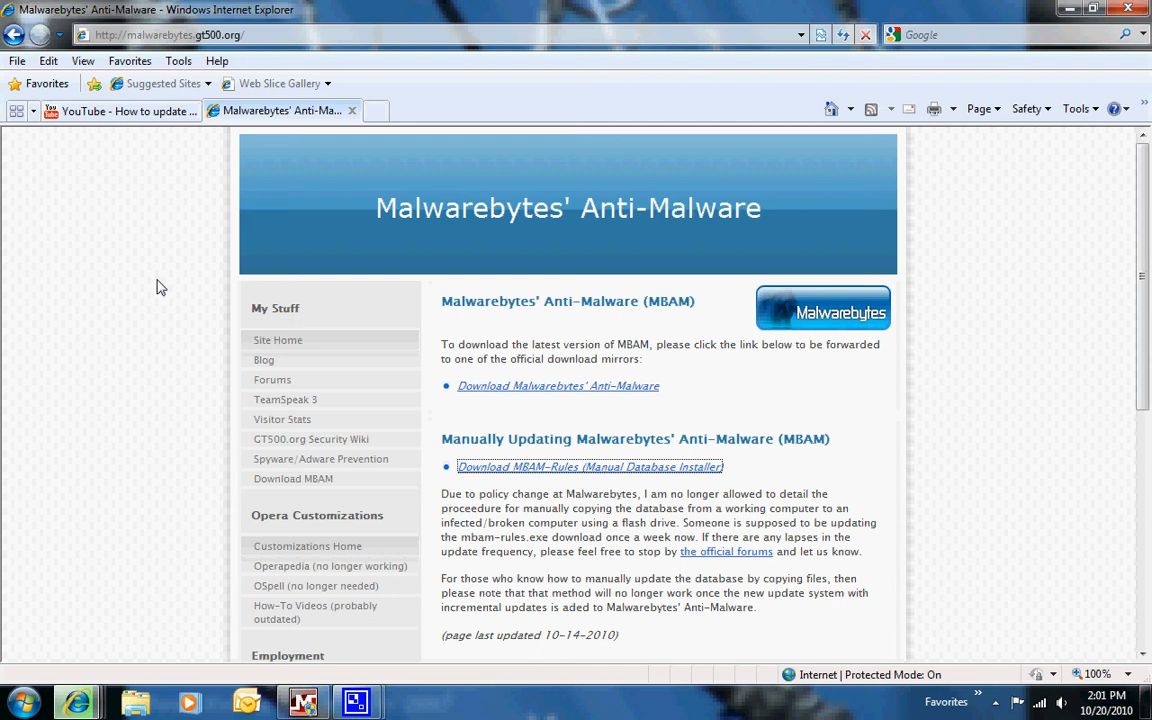 Malwarebytes' Anti-Malware - Windows Internet Explorer
http://malwarebytes.gt500.org/
Google
File Edit View Favorites Tools Help
Favorites Suggested Sites Web Slice Gallery
YouTube - How to update ... Malwarebytes' Anti-Ma... Page Safety Tools
Malwarebytes' Anti-Malware
My Stuff
Site Home
Blog
Forums
TeamSpeak 3
Visitor Stats
GT500.org Security Wiki
Spyware/Adware Prevention
Download MBAM
Opera Customizations
Customizations Home
Operapedia (no longer working)
OSpell (no longer needed)
How-To Videos (probably
outdated)
Employment
Malwarebytes' Anti-Malware (MBAM)
Malwarebytes
To download the latest version of MBAM, please click the link below to be forwarded
to one of the official download mirrors:
Download Malwarebytes' Anti-Malware
Manually Updating Malwarebytes' Anti-Malware (MBAM)
Download MBAM-Rules (Manual Database Installer)
Due to policy change at Malwarebytes, I am no longer allowed to detail the
proceedure for manually copying the database from a working computer to an
infected/broken computer using a flash drive. Someone is supposed to be updating
the mbam-rules.exe download once a week now. If there are any lapses in the
update frequency, please feel free to stop by the official forums and let us know.
For those who know how to manually update the database by copying files, then
please note that that method will no longer work once the new update system with
incremental updates is aded to Malwarebytes' Anti-Malware.
(page last updated 10-14-2010)
Internet | Protected Mode: On 100%
Favorites 2:01 PM
10/20/2010